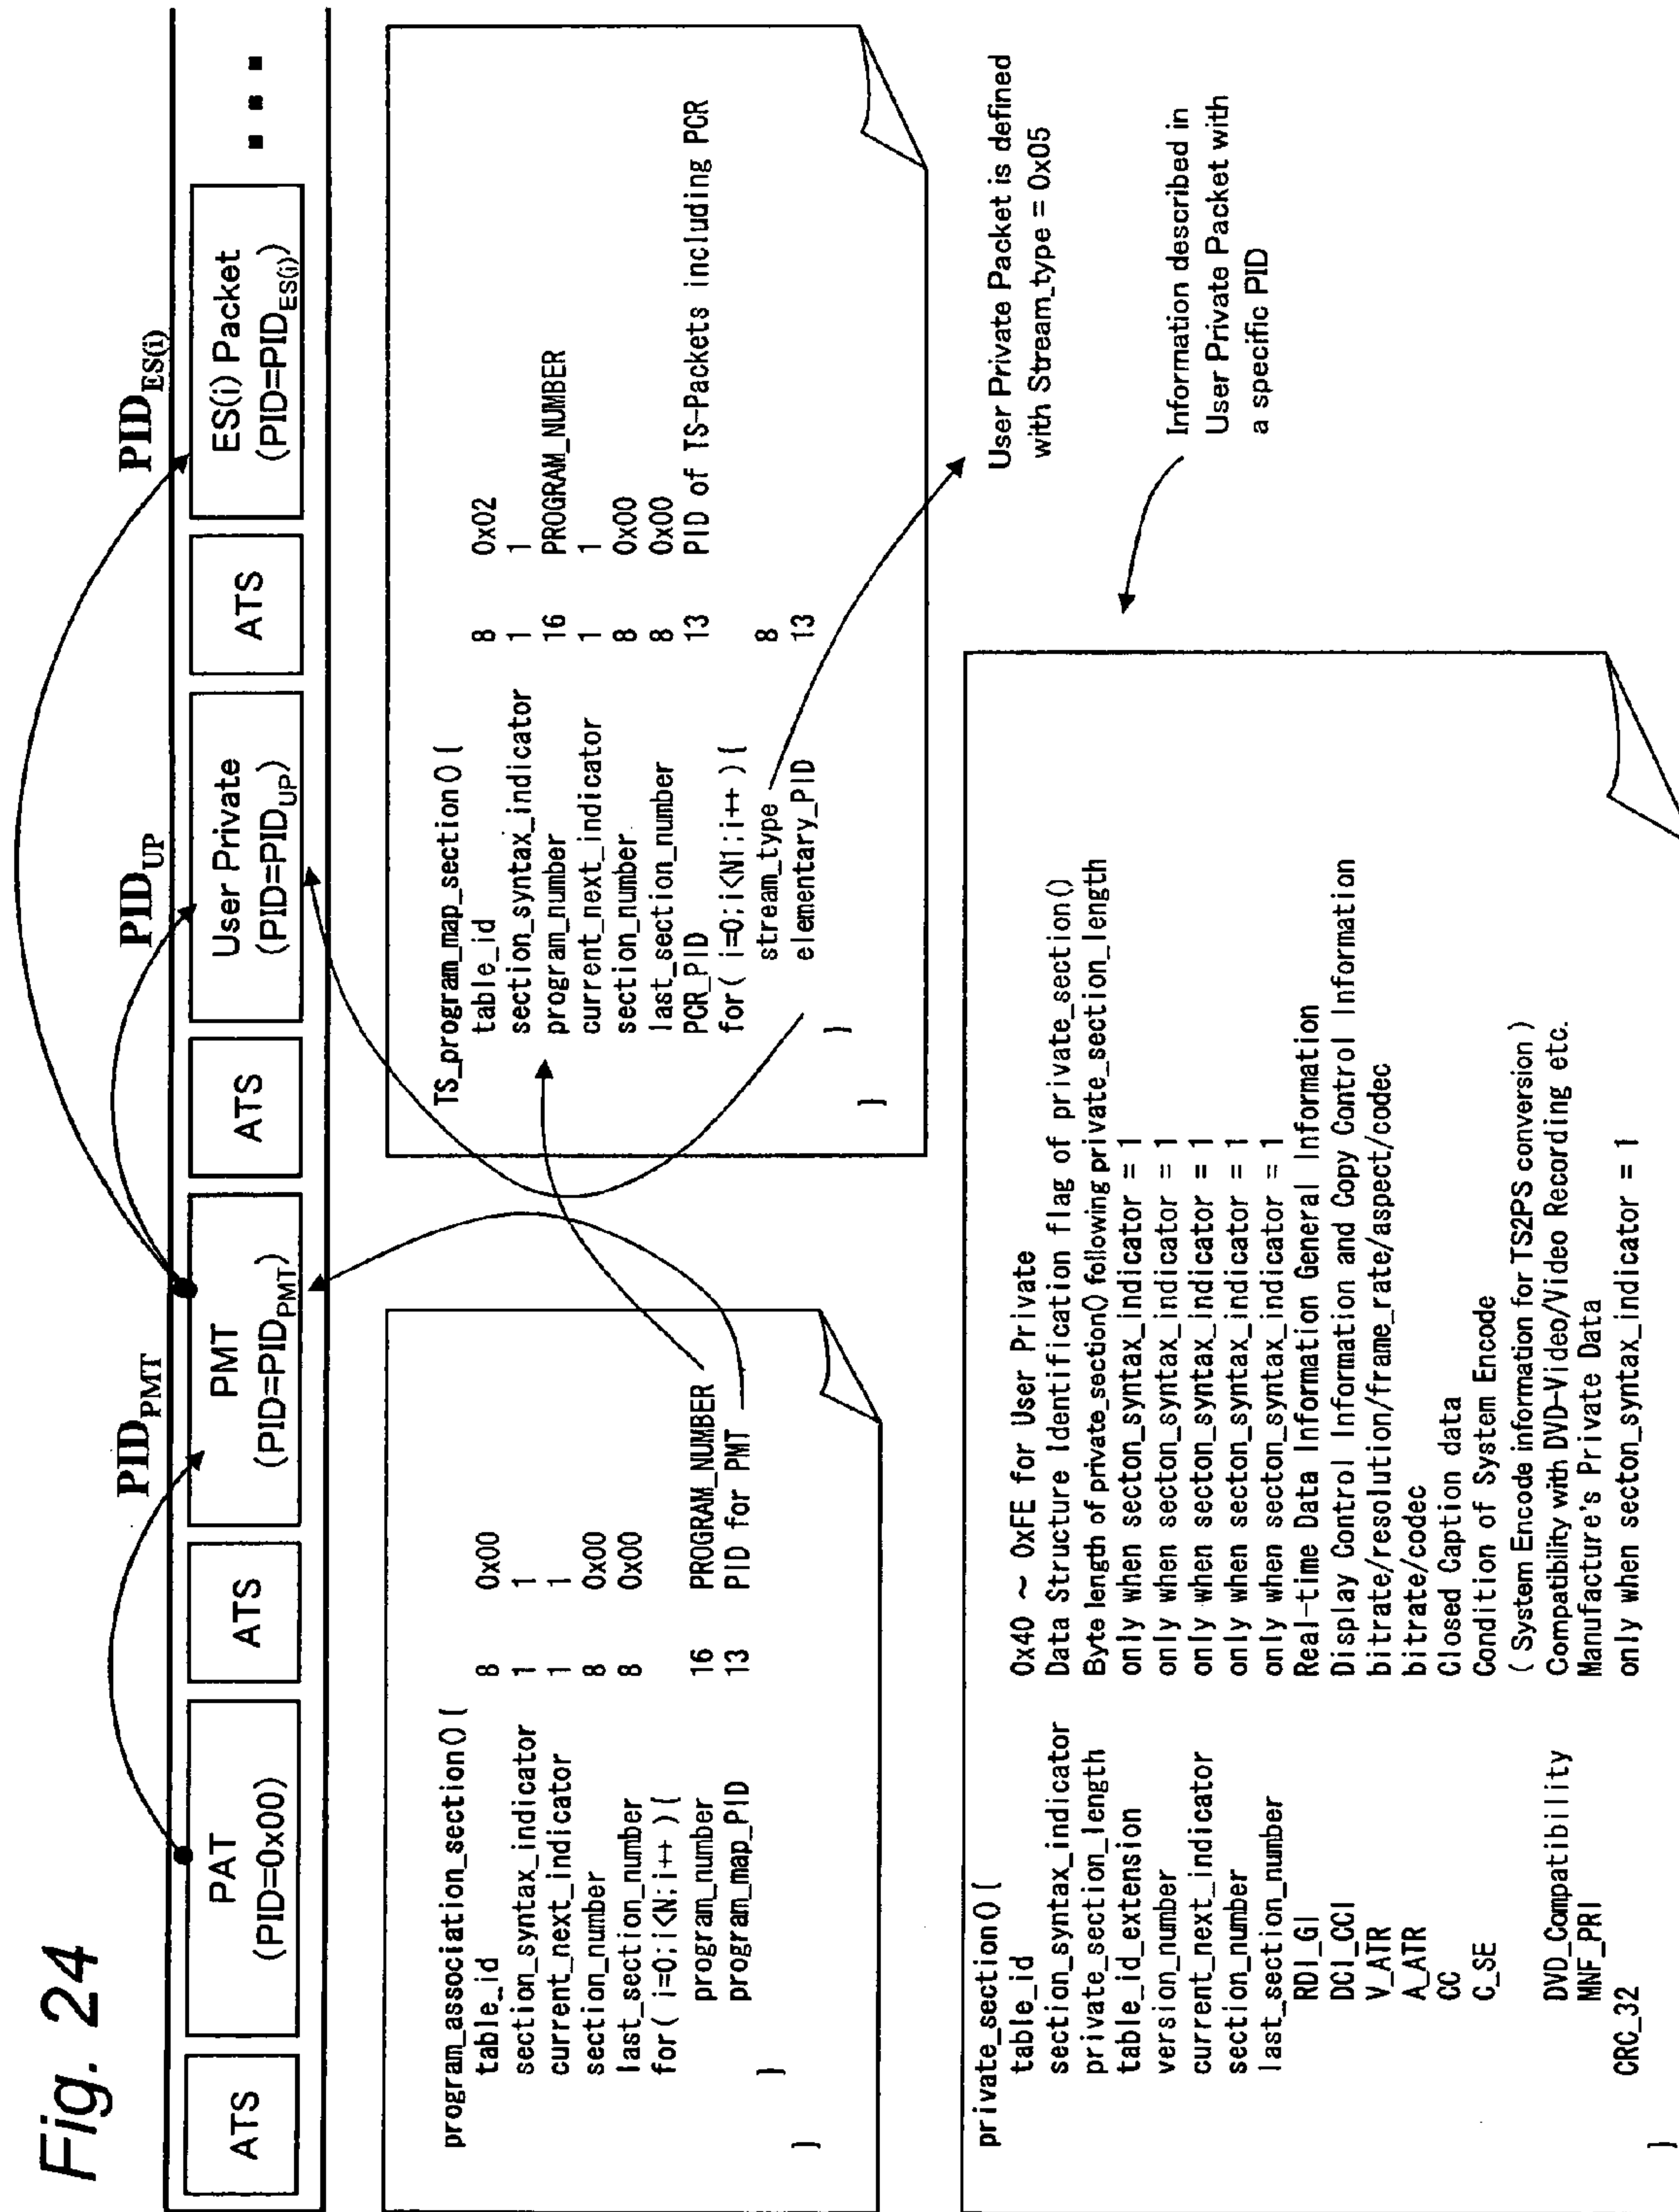 Fig. 24
PID_PMT
PID_UP
PID_ES(i)
ATS
PAT
(PID=0x00)
ATS
PMT
(PID=PID_PMT)
ATS
User Private
(PID=PID_UP)
ATS
ES(i) Packet
(PID=PID_ES(i))
program_association_section() {
table_id 8 0x00
section_syntax_indicator 1 1
current_next_indicator 1 1
section_number 8 0x00
last_section_number 8 0x00
for( i=0;i<N;i++ ) {
program_number 16 PROGRAM_NUMBER
program_map_PID 13 PID for PMT
}
}
TS_program_map_section() {
table_id 8 0x02
section_syntax_indicator 1 1
program_number 16 PROGRAM_NUMBER
current_next_indicator 1 1
section_number 8 0x00
last_section_number 8 0x00
PCR_PID 13 PID of TS-Packets including PCR
for( i=0;i<N1;i++ ) {
stream_type 8
elementary_PID 13
}
}
User Private Packet is defined
with Stream_type = 0x05
Information described in
User Private Packet with
a specific PID
private_section() {
table_id 0x40 ~ 0xFE for User Private
section_syntax_indicator Data Structure Identification flag of private_section()
private_section_length Byte length of private_section() following private_section_length
table_id_extension only when secton_syntax_indicator = 1
version_number only when secton_syntax_indicator = 1
current_next_indicator only when secton_syntax_indicator = 1
section_number only when secton_syntax_indicator = 1
last_section_number only when secton_syntax_indicator = 1
RDI_GI Real-time Data Information General Information
DCI_CCI Display Control Information and Copy Control Information
V_ATR bitrate/resolution/frame_rate/aspect/codec
A_ATR bitrate/codec
CC Closed Caption data
C_SE Condition of System Encode
( System Encode information for TS2PS conversion )
DVD_Compatibility Compatibility with DVD-Video/Video Recording etc.
MNF_PRI Manufacture's Private Data
CRC_32 only when secton_syntax_indicator = 1
}